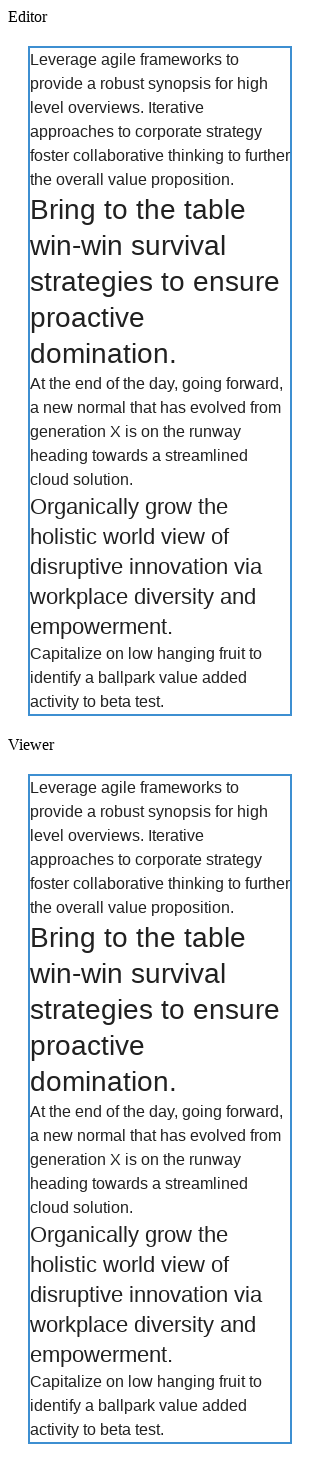 Editor
Leverage agile frameworks to
provide a robust synopsis for high
level overviews. Iterative
approaches to corporate strategy
foster collaborative thinking to further
the overall value proposition.
Bring to the table
win-win survival
strategies to ensure
proactive
domination.
At the end of the day, going forward,
a new normal that has evolved from
generation X is on the runway
heading towards a streamlined
cloud solution.
Organically grow the
holistic world view of
disruptive innovation via
workplace diversity and
empowerment.
Capitalize on low hanging fruit to
identify a ballpark value added
activity to beta test.
Viewer
Leverage agile frameworks to
provide a robust synopsis for high
level overviews. Iterative
approaches to corporate strategy
foster collaborative thinking to further
the overall value proposition.
Bring to the table
win-win survival
strategies to ensure
proactive
domination.
At the end of the day, going forward,
a new normal that has evolved from
generation X is on the runway
heading towards a streamlined
cloud solution.
Organically grow the
holistic world view of
disruptive innovation via
workplace diversity and
empowerment.
Capitalize on low hanging fruit to
identify a ballpark value added
activity to beta test.